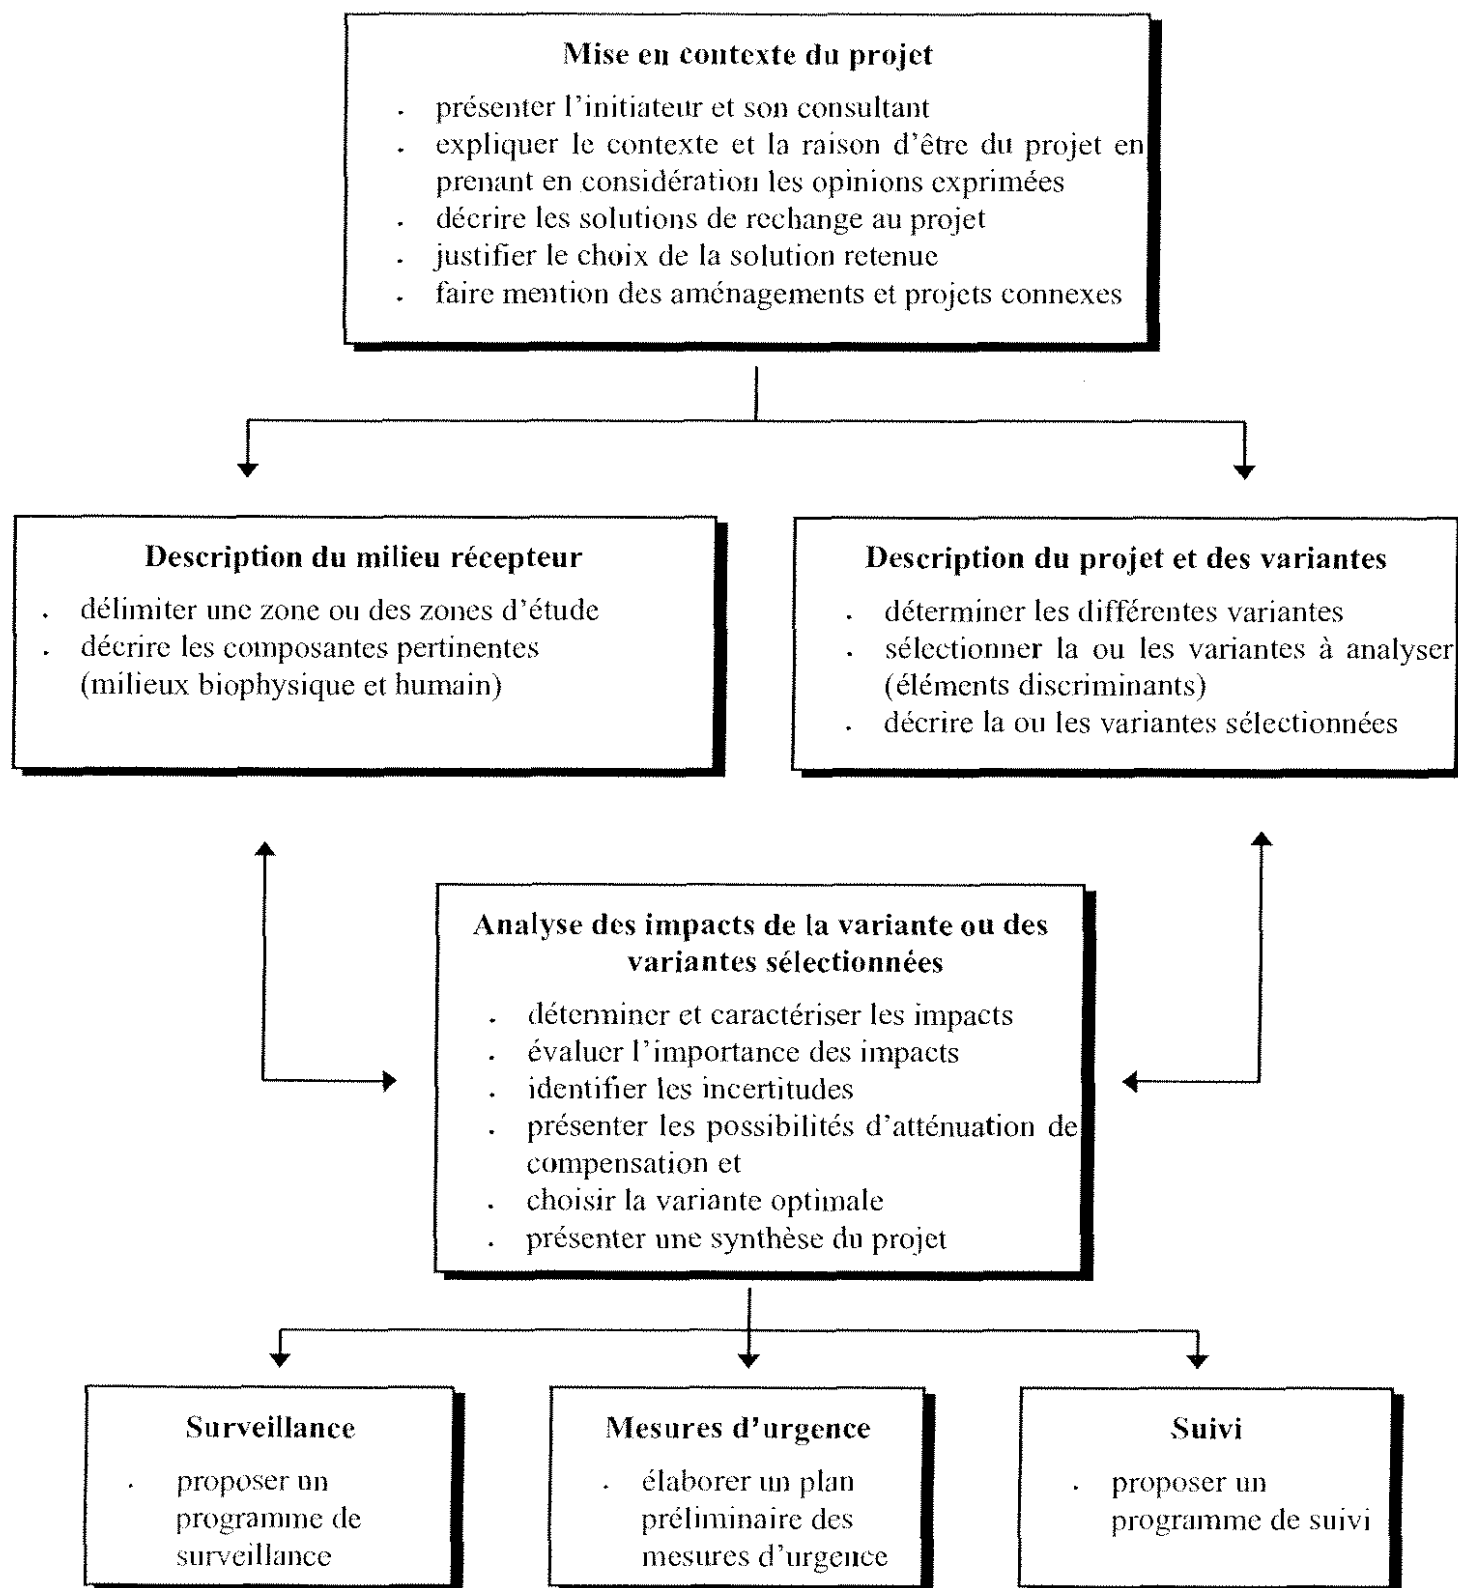 Mise en contexte du projet
. présenter l'initiateur et son consultant
. expliquer le contexte et la raison d'être du projet en
prenant en considération les opinions exprimées
. décrire les solutions de rechange au projet
. justifier le choix de la solution retenue
. faire mention des aménagements et projets connexes
Description du milieu récepteur
. délimiter une zone ou des zones d'étude
. décrire les composantes pertinentes
(milieux biophysique et humain)
Description du projet et des variantes
. déterminer les différentes variantes
. sélectionner la ou les variantes à analyser
(éléments discriminants)
. décrire la ou les variantes sélectionnées
Analyse des impacts de la variante ou des
variantes sélectionnées
. déterminer et caractériser les impacts
. évaluer l'importance des impacts
. identifier les incertitudes
. présenter les possibilités d'atténuation de
compensation et
. choisir la variante optimale
. présenter une synthèse du projet
Surveillance
. proposer un
programme de
surveillance
Mesures d'urgence
. élaborer un plan
préliminaire des
mesures d'urgence
Suivi
. proposer un
programme de suivi